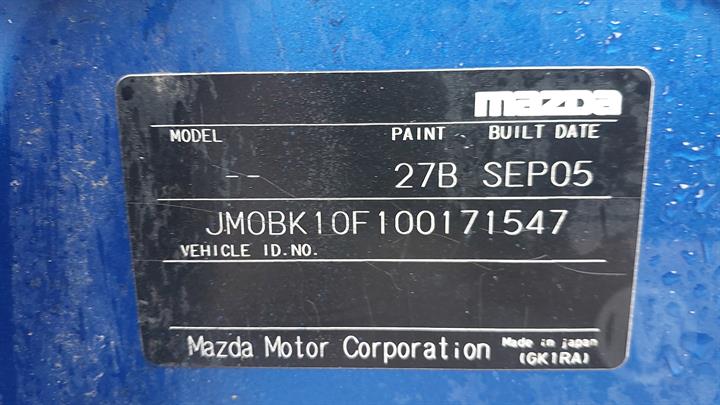 mazda
MODEL PAINT BUILT DATE
-- 27B SEP05
JM0BK10F100171547
VEHICLE ID.NO.
Mazda Motor Corporation Made in japan
(GK1RA)